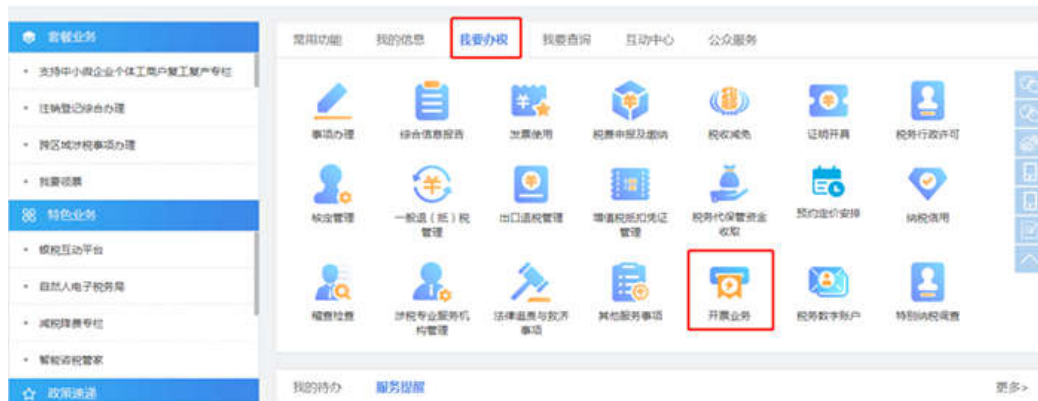 套餐业务
支持中小微企业个体工商户复工复产专栏
注销登记综合办理
跨区域涉税事项办理
我要领票
特色业务
银税互动平台
自然人电子税务局
减税降费专栏
智能咨税管家
政策速递
常用功能 我的信息 我要办税 我要查询 互动中心 公众服务
事项办理 综合信息报告 发票使用 税费申报及缴纳 税收减免 证明开具 税务行政许可
核定管理 一般退（抵）税 出口退税管理 增值税抵扣凭证 税务代保管资金 预约定价安排 纳税信用
管理 管理 收取
稽查检查 涉税专业服务机 法律追责与救济 其他服务事项 开票业务 税务数字账户 特别纳税调查
构管理 事项
我的待办 服务提醒 更多>